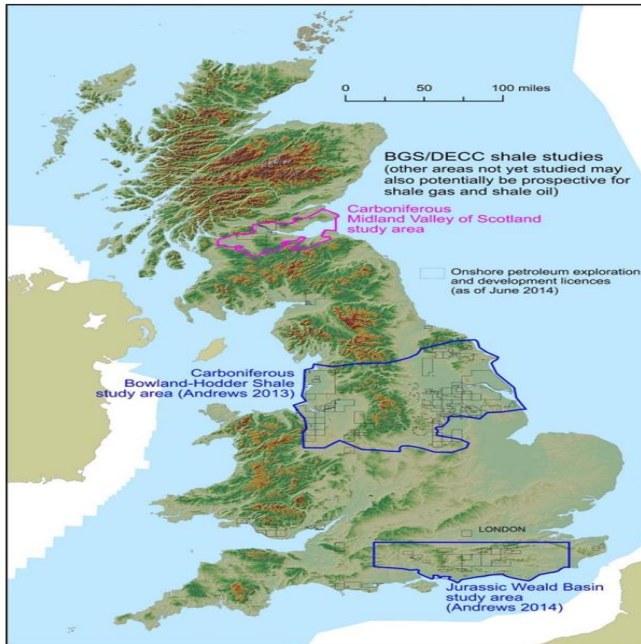 0 50 100 miles
BGS/DECC shale studies
(other areas not yet studied may
also potentially be prospective for
shale gas and shale oil)
Carboniferous
Midland Valley of Scotland
study area
Onshore petroleum exploration
and development licences
(as of June 2014)
Carboniferous
Bowland-Hodder Shale
study area (Andrews 2013)
LONDON
Jurassic Weald Basin
study area
(Andrews 2014)